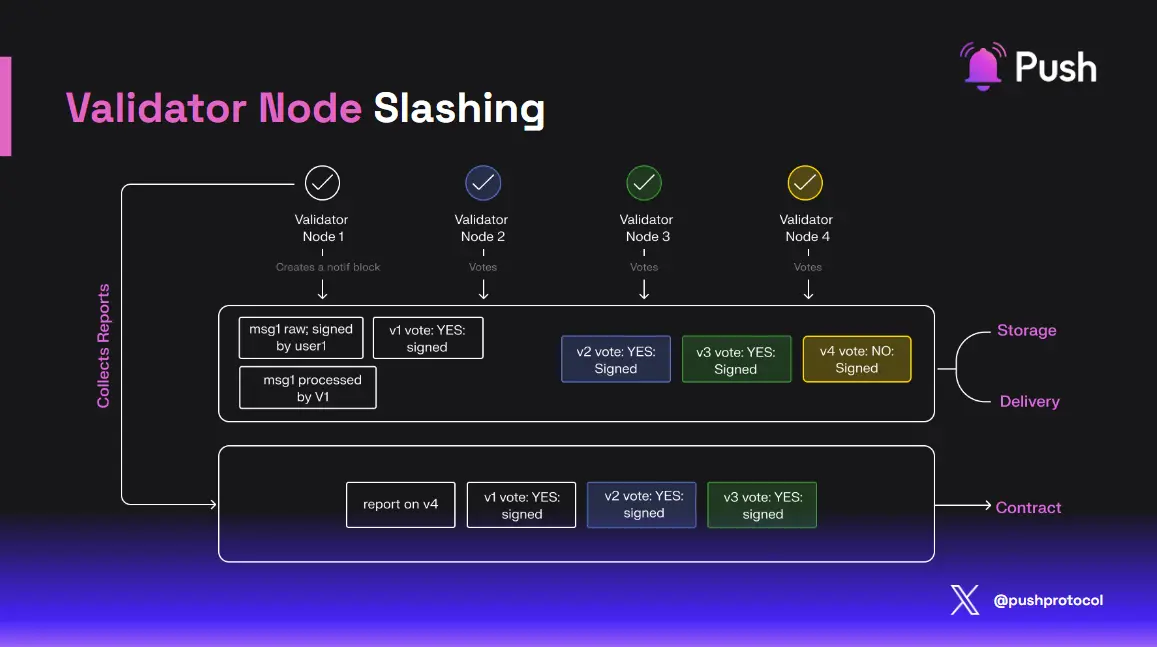 Push
Validator Node Slashing
Validator
Node 1
Validator
Node 2
Validator
Node 3
Validator
Node 4
Creates a notif block
Votes
Votes
Votes
Collects Reports
msg1 raw; signed
by user1
v1 vote: YES:
signed
msg1 processed
by V1
v2 vote: YES:
Signed
v3 vote: YES:
Signed
v4 vote: NO:
Signed
Storage
Delivery
report on v4
v1 vote: YES:
signed
v2 vote: YES:
signed
v3 vote: YES:
signed
Contract
@pushprotocol